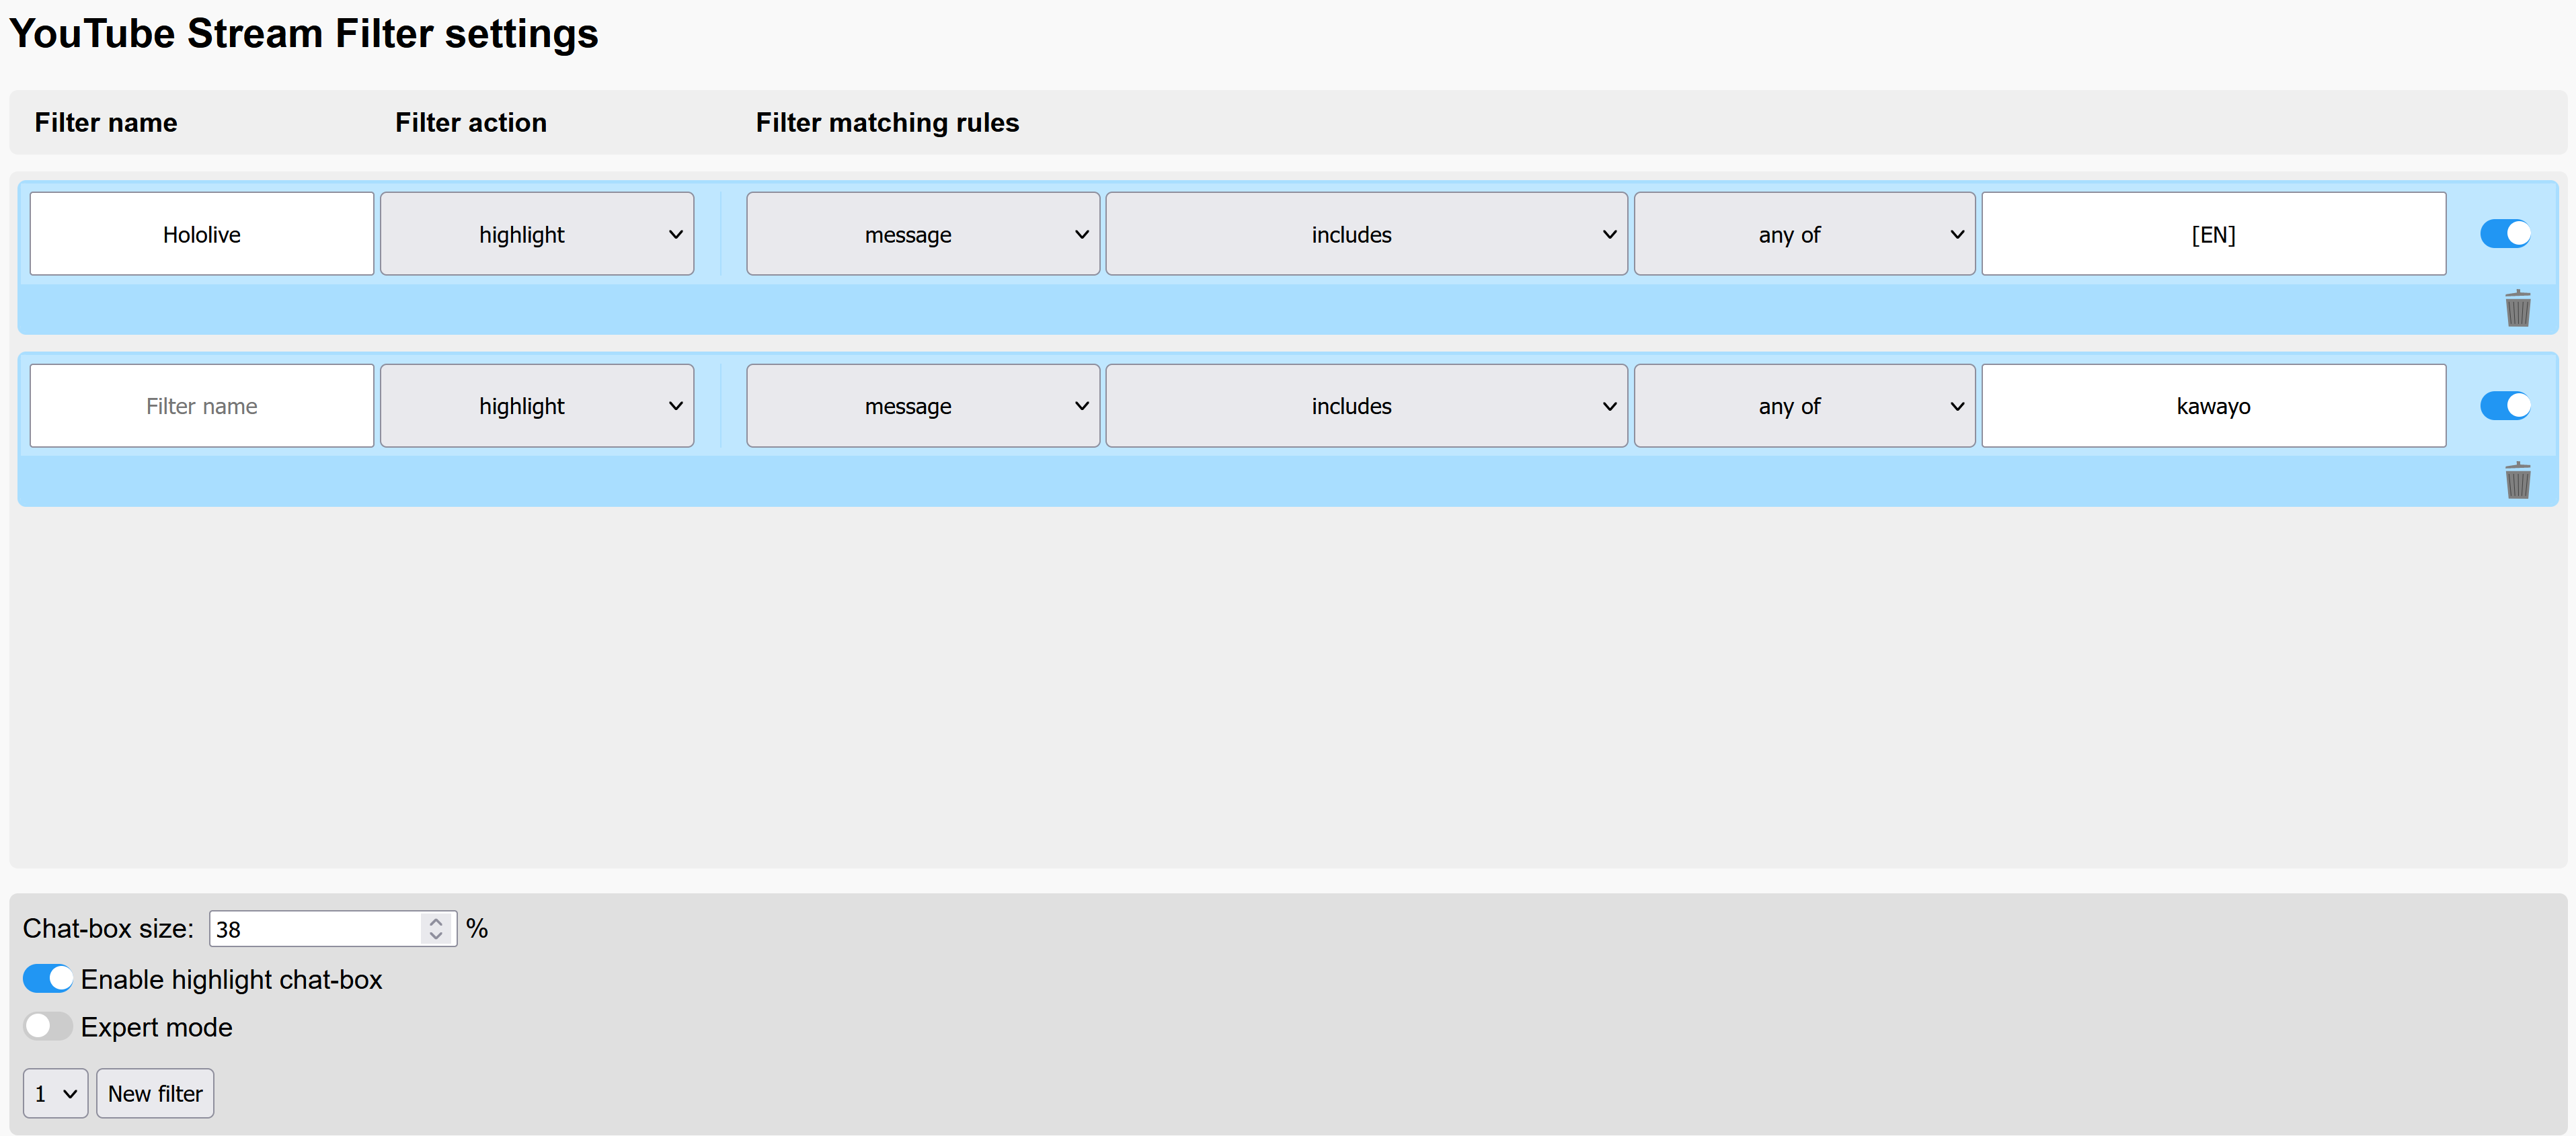 YouTube Stream Filter settings
Filter name Filter action Filter matching rules
Hololive highlight message includes any of [EN]
Filter name highlight message includes any of kawayo
Chat-box size: 38 %
Enable highlight chat-box
Expert mode
1 New filter